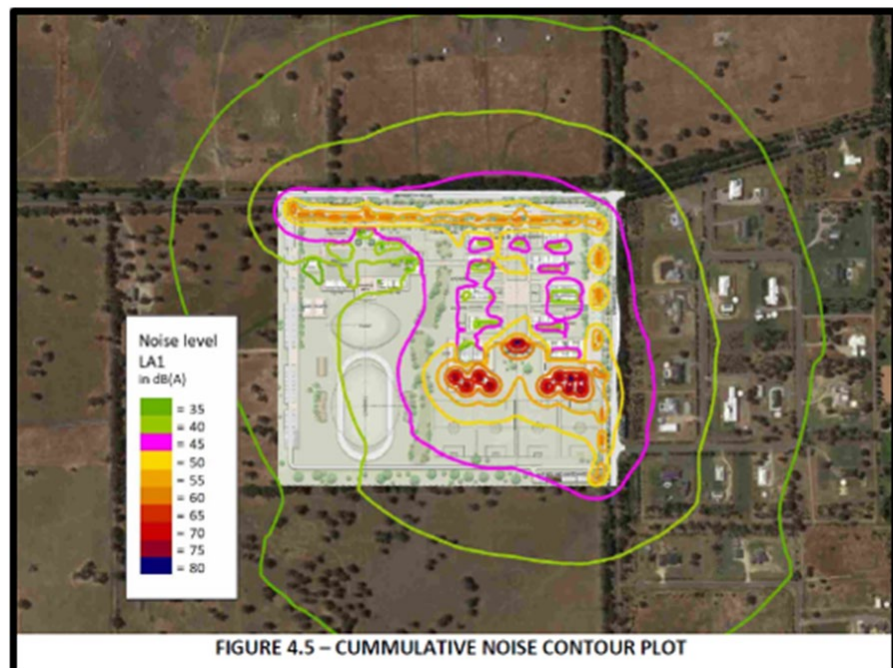 Noise level
LA1
in dB(A)
= 35
= 40
= 45
= 50
= 55
= 60
= 65
= 70
= 75
= 80
FIGURE 4.5 – CUMMULATIVE NOISE CONTOUR PLOT